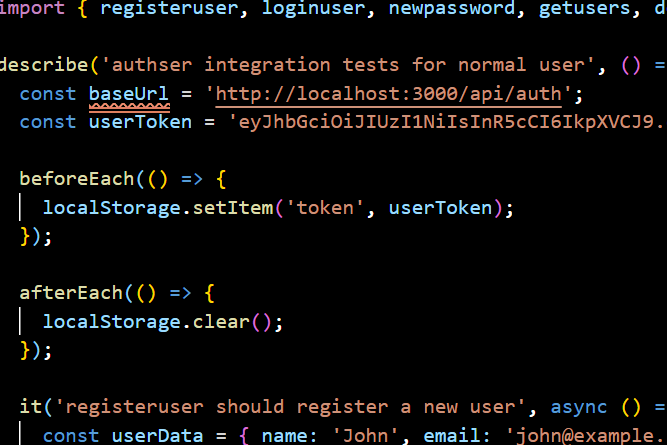 import { registeruser, loginuser, newpassword, getusers, d
describe('authser integration tests for normal user', () =
const baseUrl = 'http://localhost:3000/api/auth';
const userToken = 'eyJhbGciOiJIUzI1NiIsInR5cCI6IkpXVCJ9.
beforeEach(() => {
localStorage.setItem('token', userToken);
});
afterEach(() => {
localStorage.clear();
});
it('registeruser should register a new user', async () =
const userData = { name: 'John', email: 'john@example.